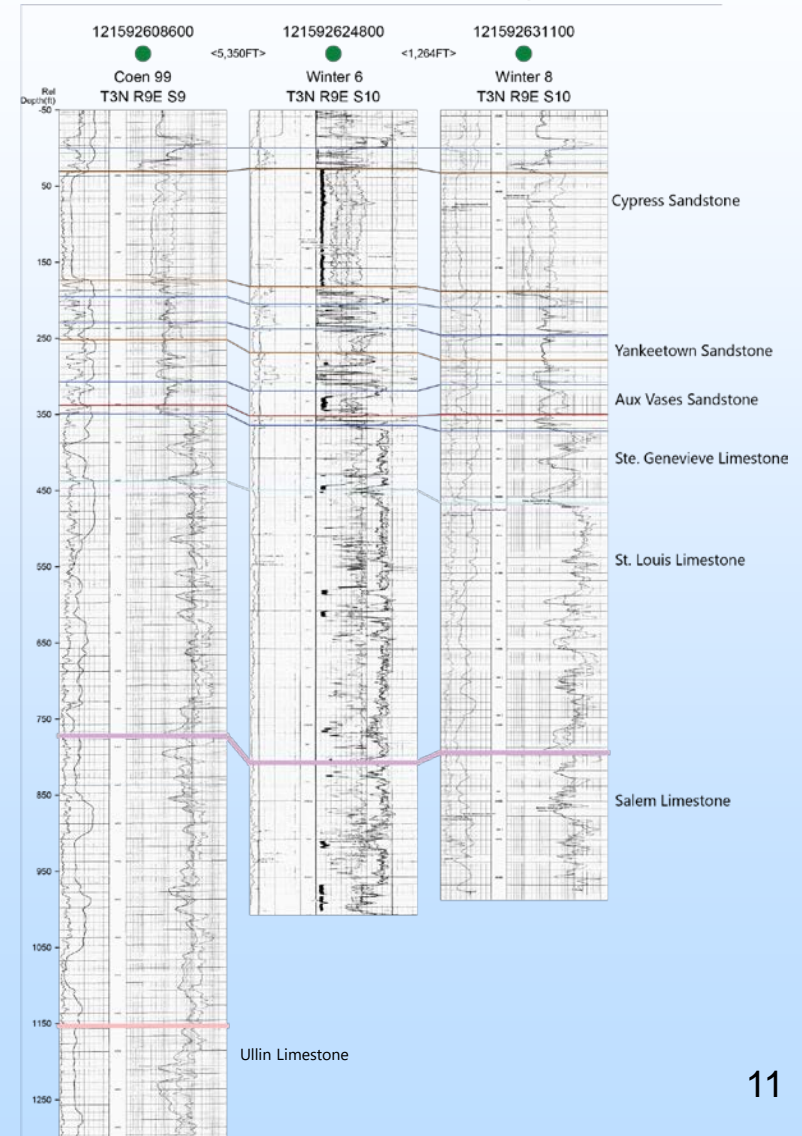 121592608600 121592624800 121592631100
<5,350FT> <1,264FT>
Coen 99 Winter 6 Winter 8
T3N R9E S9 T3N R9E S10 T3N R9E S10
Rel
Depth(ft)
-50
50
Cypress Sandstone
150
250
Yankeetown Sandstone
Aux Vases Sandstone
350
Ste. Genevieve Limestone
450
550
St. Louis Limestone
650
750
Salem Limestone
850
950
1050
1150
Ullin Limestone
1250
11